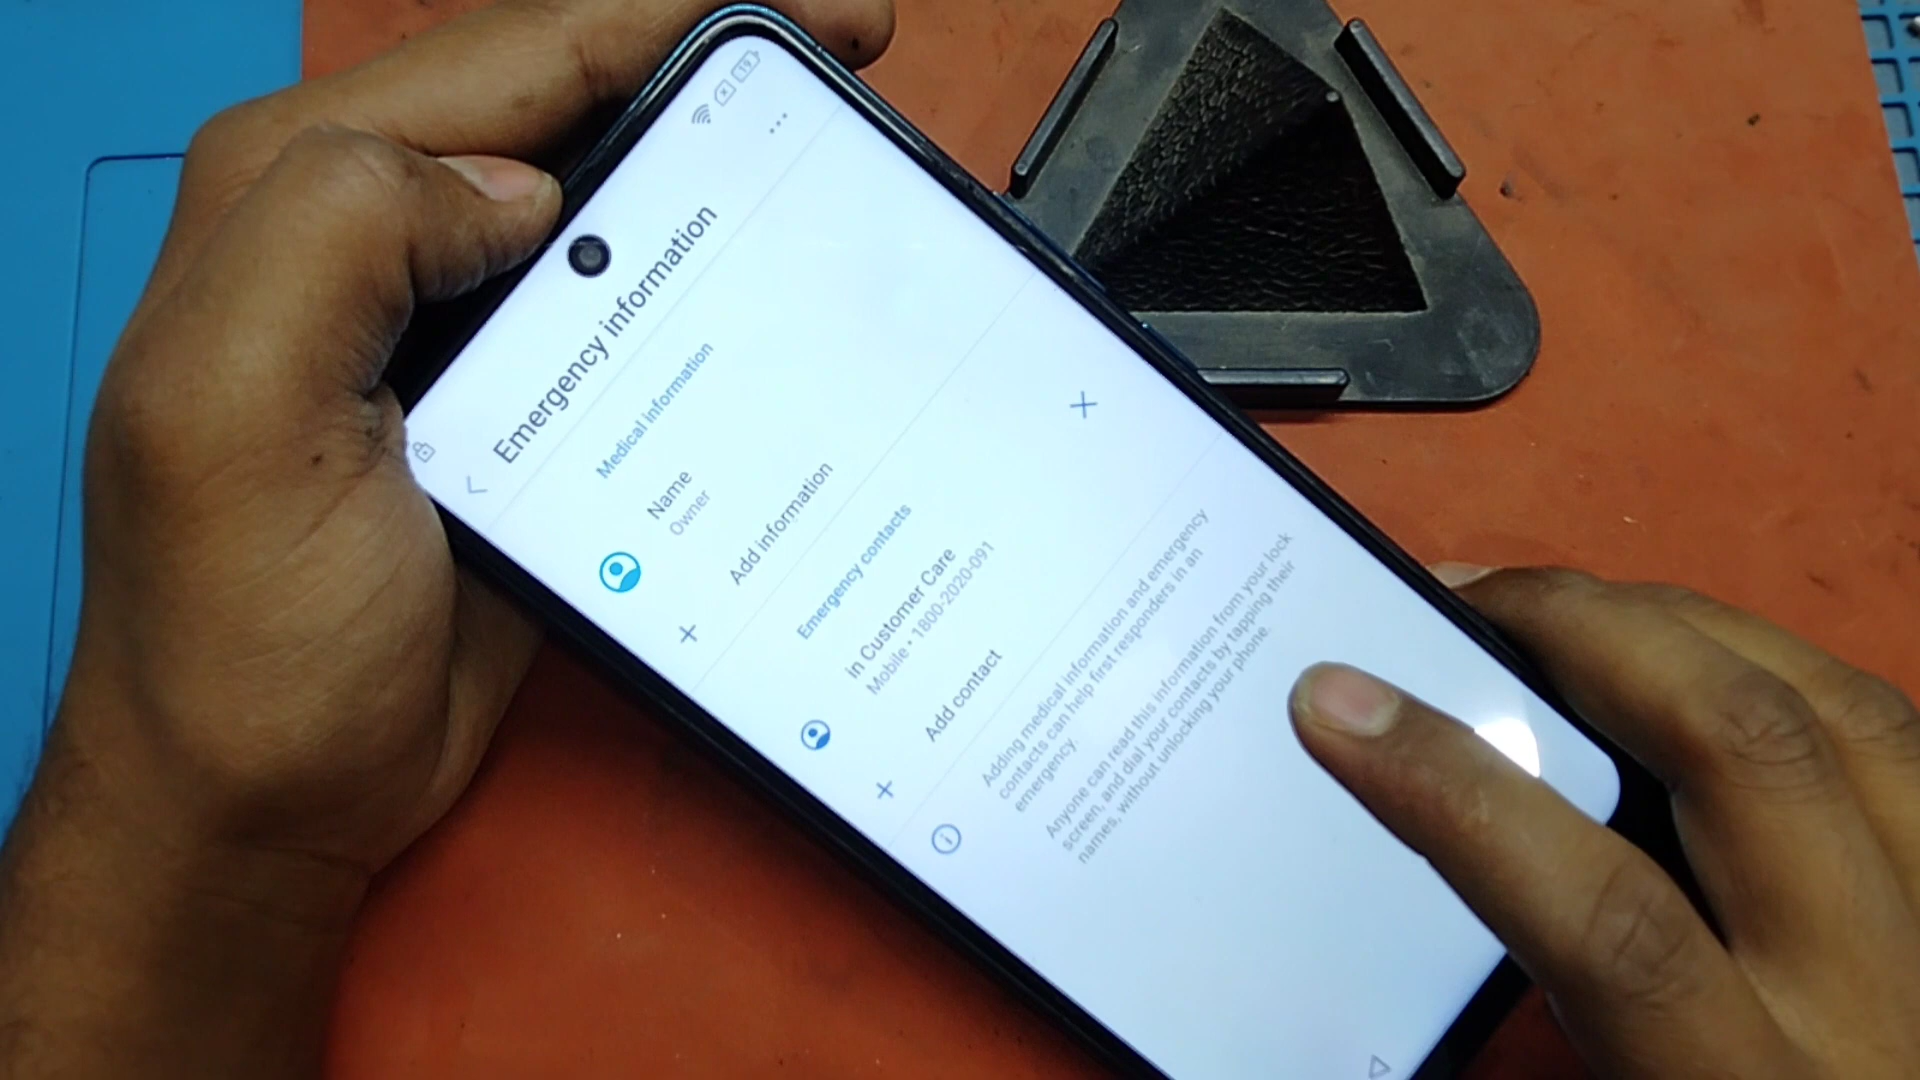 19
Emergency information
Medical information
Name
Owner
Add information
Emergency contacts
in Customer Care
Mobile • 1800-2020-091
Add contact
Adding medical information and emergency
contacts can help first responders in an
emergency.
Anyone can read this information from your lock
screen, and dial your contacts by tapping their
names, without unlocking your phone.